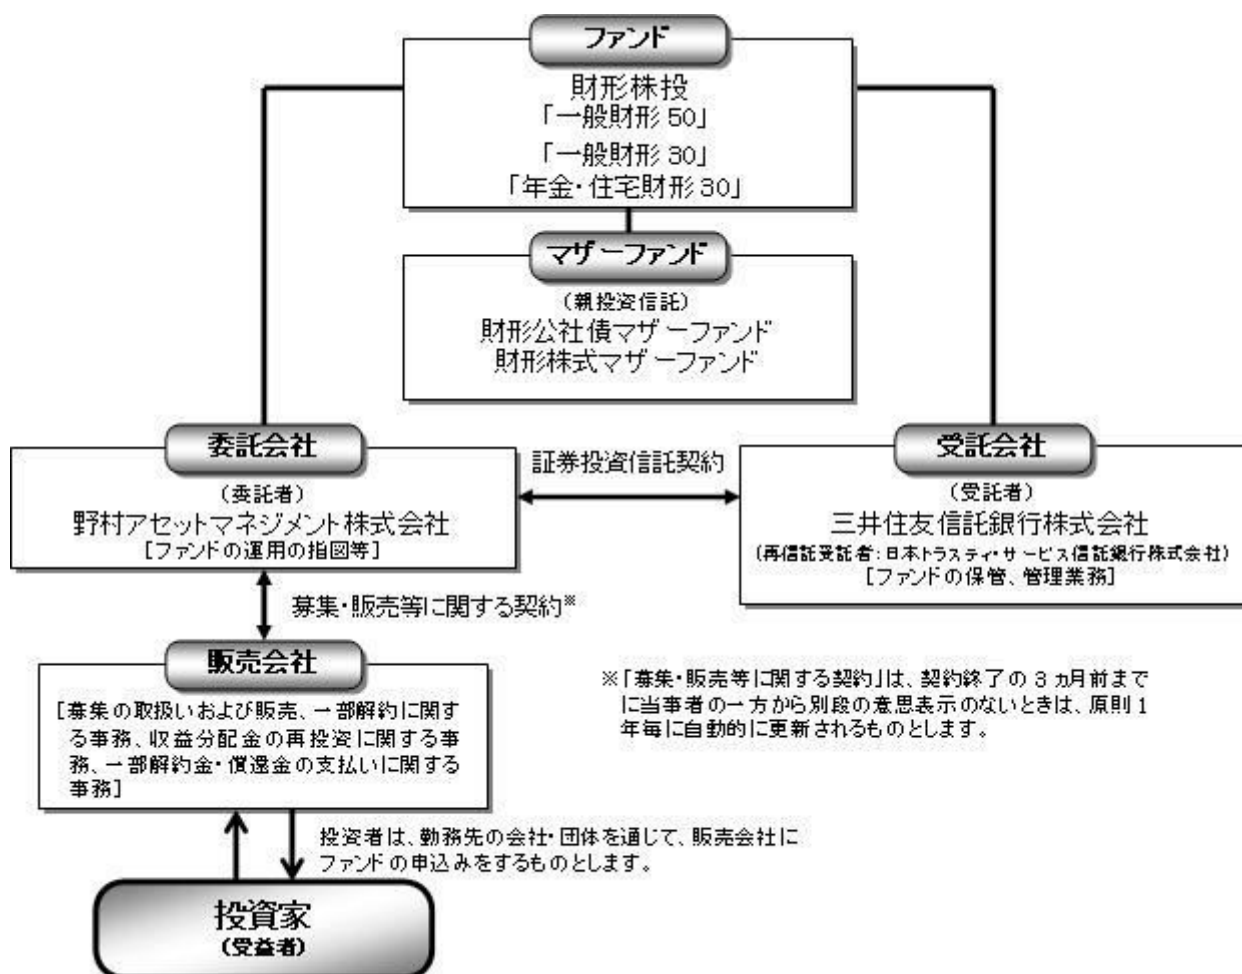 ファンド
財形株投
「一般財形50」
「一般財形30」
「年金・住宅財形30」
マザーファンド
(親投資信託)
財形公社債マザーファンド
財形株式マザーファンド
委託会社
(委託者)
野村アセットマネジメント株式会社
[ファンドの運用の指図等]
証券投資信託契約
受託会社
(受託者)
三井住友信託銀行株式会社
(再信託受託者:日本トラスティ・サービス信託銀行株式会社)
[ファンドの保管、管理業務]
募集・販売等に関する契約※
販売会社
[募集の取扱いおよび販売、一部解約に関す
る事務、収益分配金の再投資に関する事
務、一部解約金・償還金の支払いに関する
事務]
※「募集・販売等に関する契約」は、契約終了の3ヵ月前まで
に当事者の一方から別段の意思表示のないときは、原則1
年毎に自動的に更新されるものとします。
投資者は、勤務先の会社・団体を通じて、販売会社に
ファンドの申込みをするものとします。
投資家
(受益者)